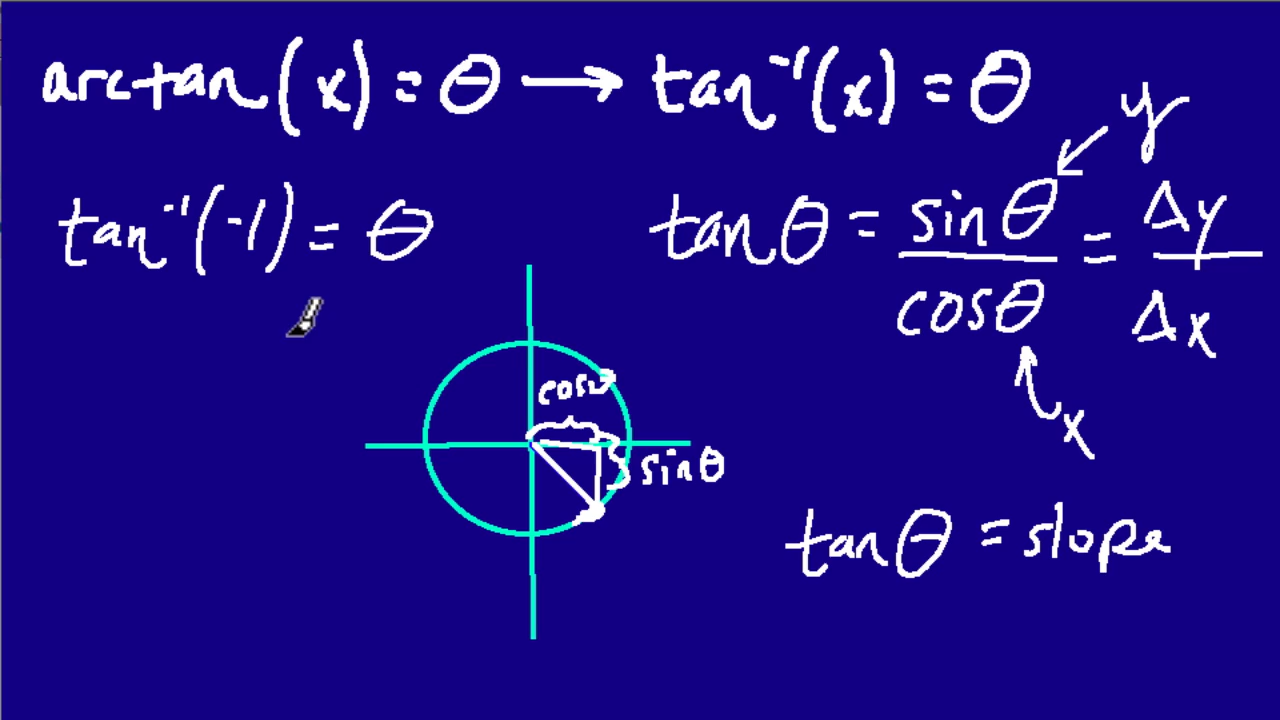 arctan(x) = θ → tan⁻¹(x) = θ
y
tan⁻¹(-1) = θ
tanθ = sinθ/cosθ = Δy/Δx
x
cosθ
sinθ
tanθ = slope